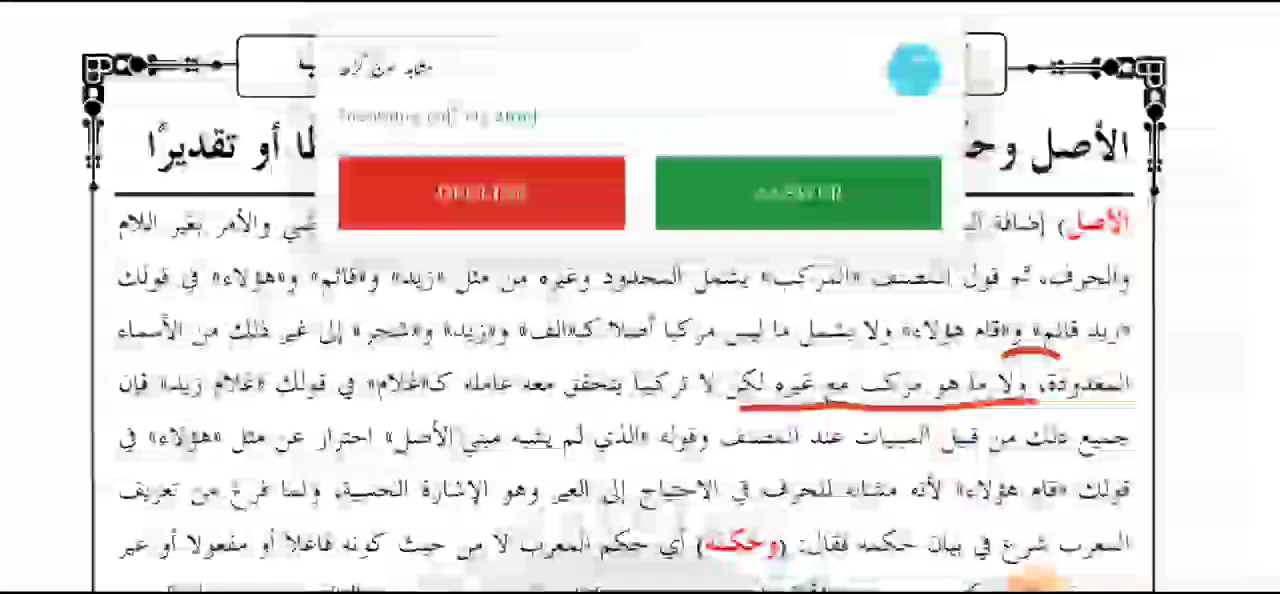 الأصل وحـ
ـظا أو تقديرًا
DECLINE
ANSWER
(الأصل) إضافة
ـضي والأمر بغير اللام
والحرف، ثم قول المصنف «المركب» يشمل المحدود وغيره من مثل «زيد» و«قائم» و«هؤلاء» في قولك
«زيد قائم» و«قام هؤلاء» ولا يشمل ما ليس مركبا أصلا كـ«الف» و«زيد» و«شجر» إلى غير ذلك من الأسماء
المعدودة، ولا ما هو مركب مع غيره لكن لا تركيبا يتحقق معه عامله كـ«غلام» في قولك «غلام زيد» فإن
جميع ذلك من قبيل المبنيات عند المصنف وقوله «الذي لم يشبه مبني الأصل» احتراز عن مثل «هؤلاء» في
قولك «قام هؤلاء» لأنه مشابه للحرف في الاحتياج إلى الغير وهو الإشارة الحسية، ولما فرغ من تعريف
المعرب شرع في بيان حكمه فقال: (وحكمه) أي حكم المعرب لا من حيث كونه فاعلا أو مفعولا أو غير